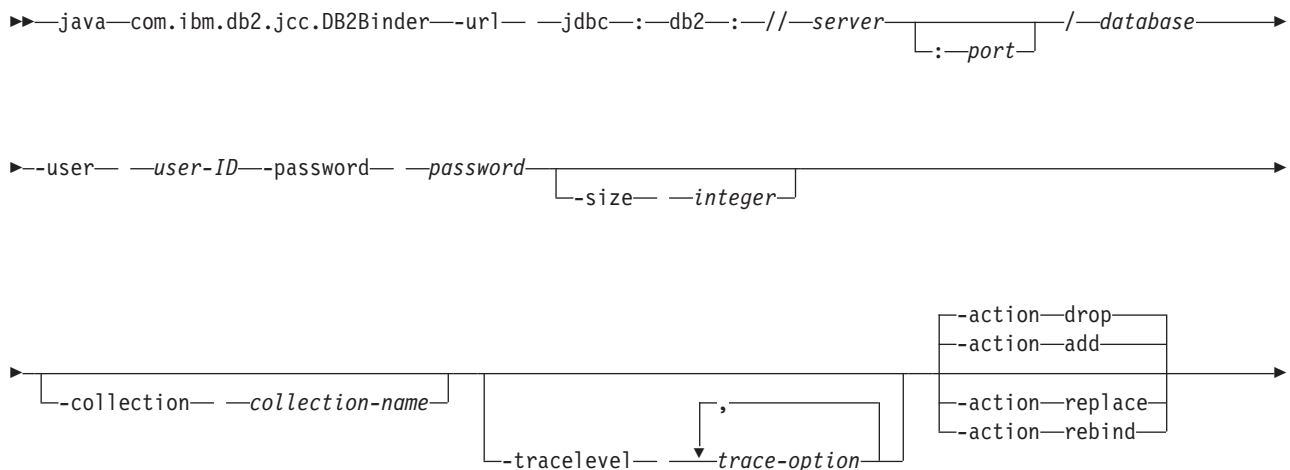 java com.ibm.db2.jcc.DB2Binder -url jdbc : db2 : // server / database
: port
-user user-ID -password password
-size integer
-action drop
-action add
-collection collection-name
,
-action replace
-action rebind
-tracelevel trace-option